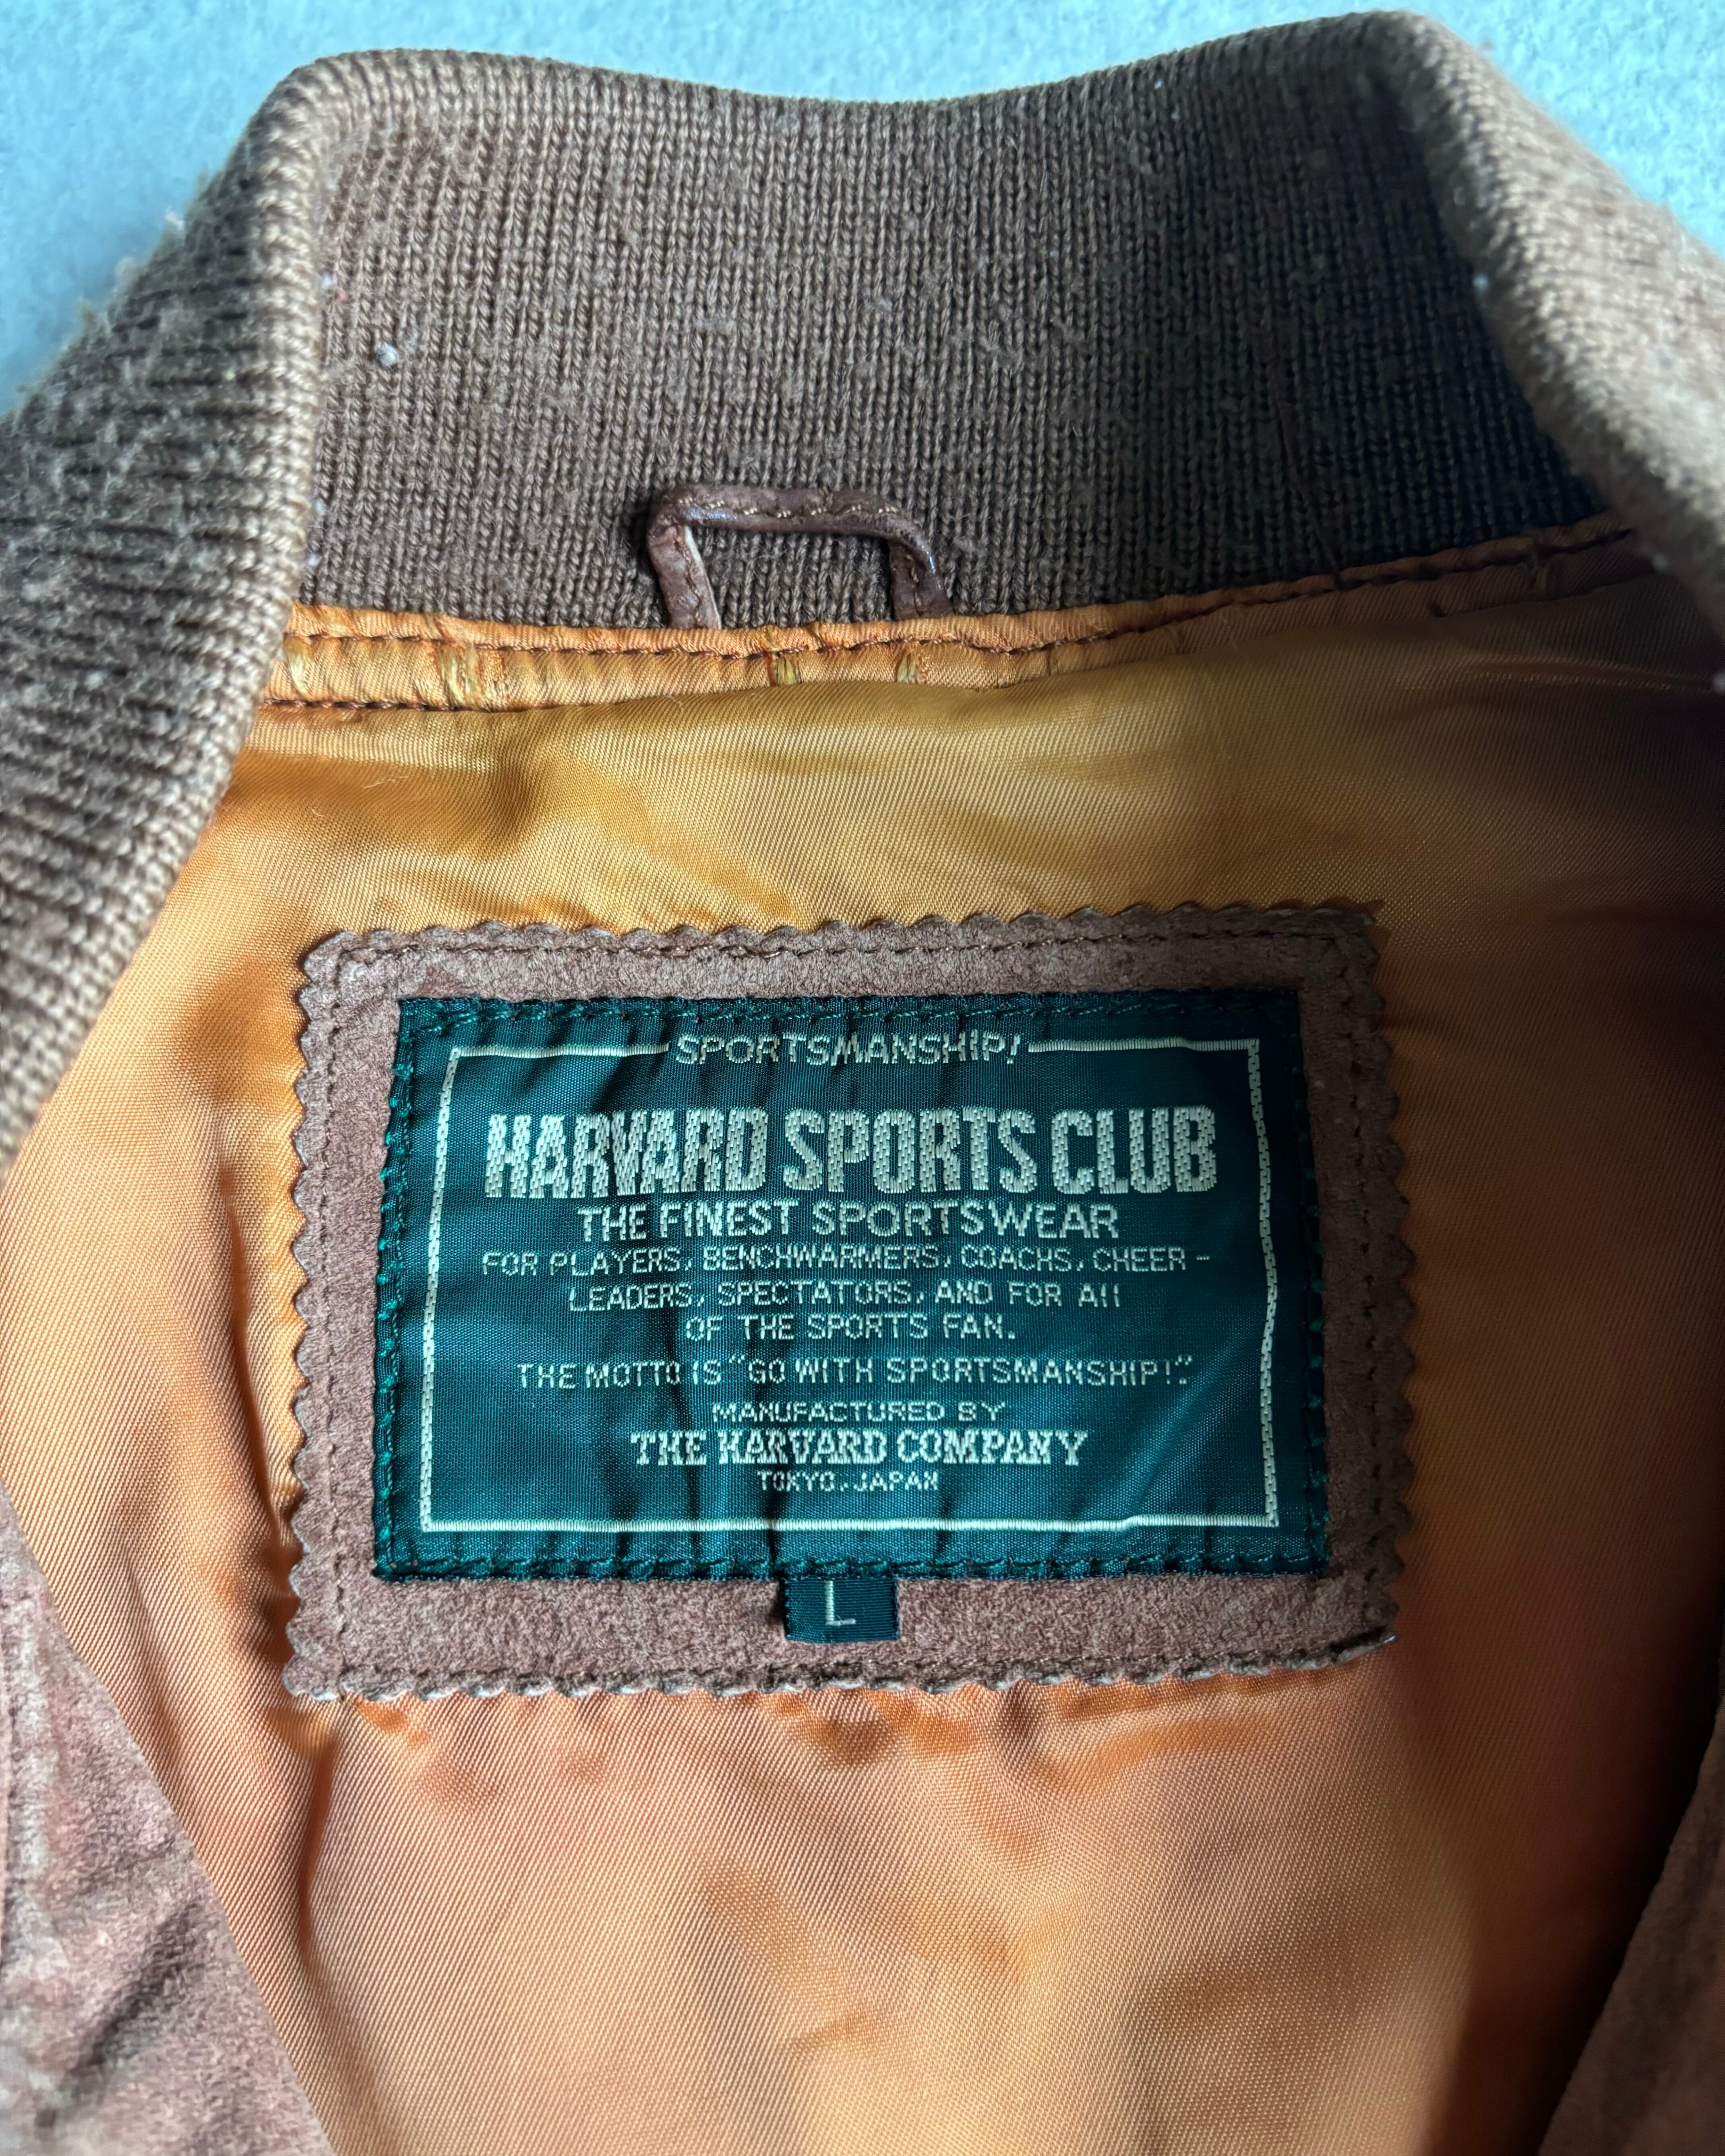 SPORTSMANSHIP!
HARVARD SPORTS CLUB
THE FINEST SPORTSWEAR
FOR PLAYERS, BENCHWARMERS, COACHS, CHEER-
LEADERS, SPECTATORS, AND FOR All
OF THE SPORTS FAN.
THE MOTTO IS "GO WITH SPORTSMANSHIP!"
MANUFACTURED BY
THE HARVARD COMPANY
TOKYO, JAPAN
L